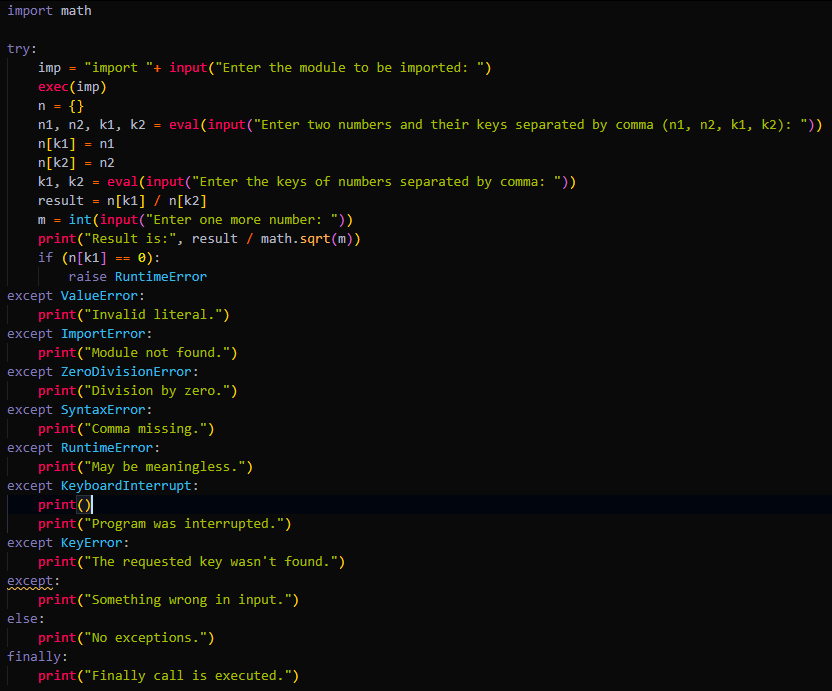 import math

try:
    imp = "import "+ input("Enter the module to be imported: ")
    exec(imp)
    n = {}
    n1, n2, k1, k2 = eval(input("Enter two numbers and their keys separated by comma (n1, n2, k1, k2): "))
    n[k1] = n1
    n[k2] = n2
    k1, k2 = eval(input("Enter the keys of numbers separated by comma: "))
    result = n[k1] / n[k2]
    m = int(input("Enter one more number: "))
    print("Result is:", result / math.sqrt(m))
    if (n[k1] == 0):
        raise RuntimeError
except ValueError:
    print("Invalid literal.")
except ImportError:
    print("Module not found.")
except ZeroDivisionError:
    print("Division by zero.")
except SyntaxError:
    print("Comma missing.")
except RuntimeError:
    print("May be meaningless.")
except KeyboardInterrupt:
    print()
    print("Program was interrupted.")
except KeyError:
    print("The requested key wasn't found.")
except:
    print("Something wrong in input.")
else:
    print("No exceptions.")
finally:
    print("Finally call is executed.")